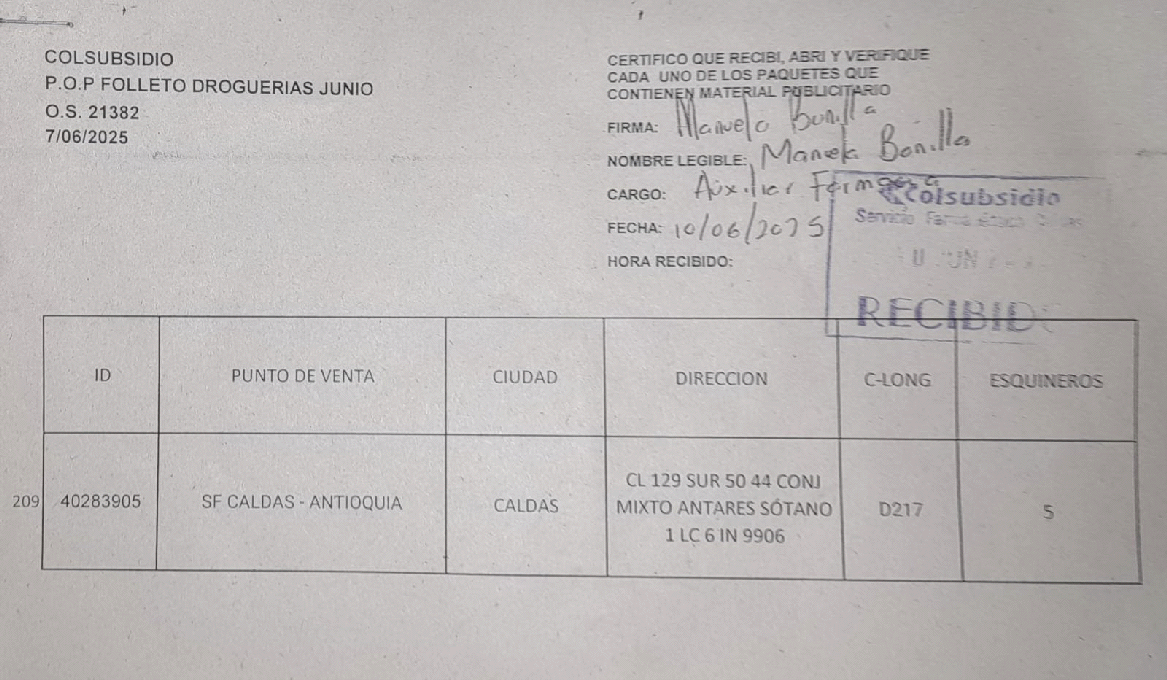 COLSUBSIDIO
P.O.P FOLLETO DROGUERIAS JUNIO
O.S. 21382
7/06/2025
CERTIFICO QUE RECIBI, ABRI Y VERIFIQUE
CADA UNO DE LOS PAQUETES QUE
CONTIENEN MATERIAL PUBLICITARIO
FIRMA: Manuela Bonilla
NOMBRE LEGIBLE: Manuela Bonilla
CARGO: Auxiliar
FECHA: 10/06/2025
HORA RECIBIDO:
Colsubsidio
Servicio
JUN
RECIBIDO
ID PUNTO DE VENTA CIUDAD DIRECCION C-LONG ESQUINEROS
CL 129 SUR 50 44 CONJ
209 40283905 SF CALDAS - ANTIOQUIA CALDAS MIXTO ANTARES SÓTANO D217 5
1 LC 6 IN 9906